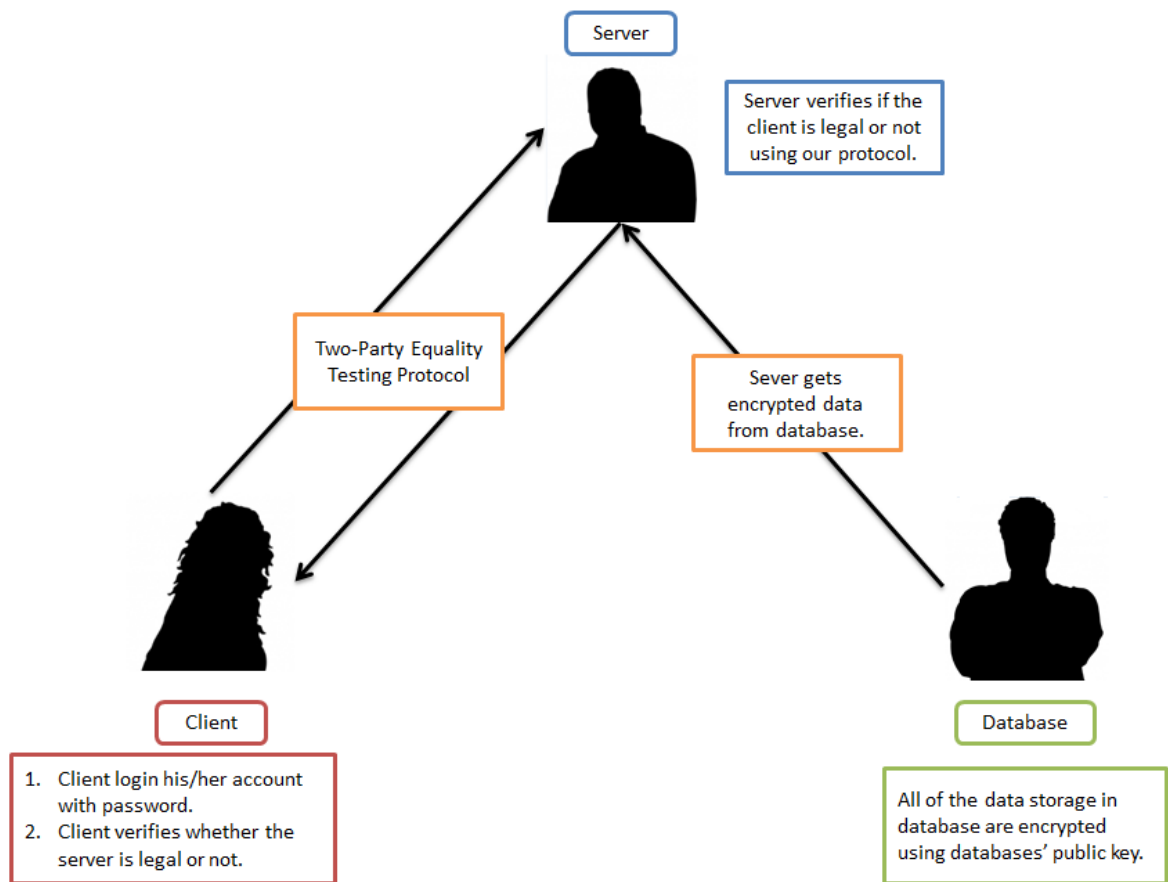 Server
Server verifies if the
client is legal or not
using our protocol.
Two-Party Equality
Testing Protocol
Sever gets
encrypted data
from database.
Client
Database
1. Client login his/her account
with password.
2. Client verifies whether the
server is legal or not.
All of the data storage in
database are encrypted
using databases’ public key.